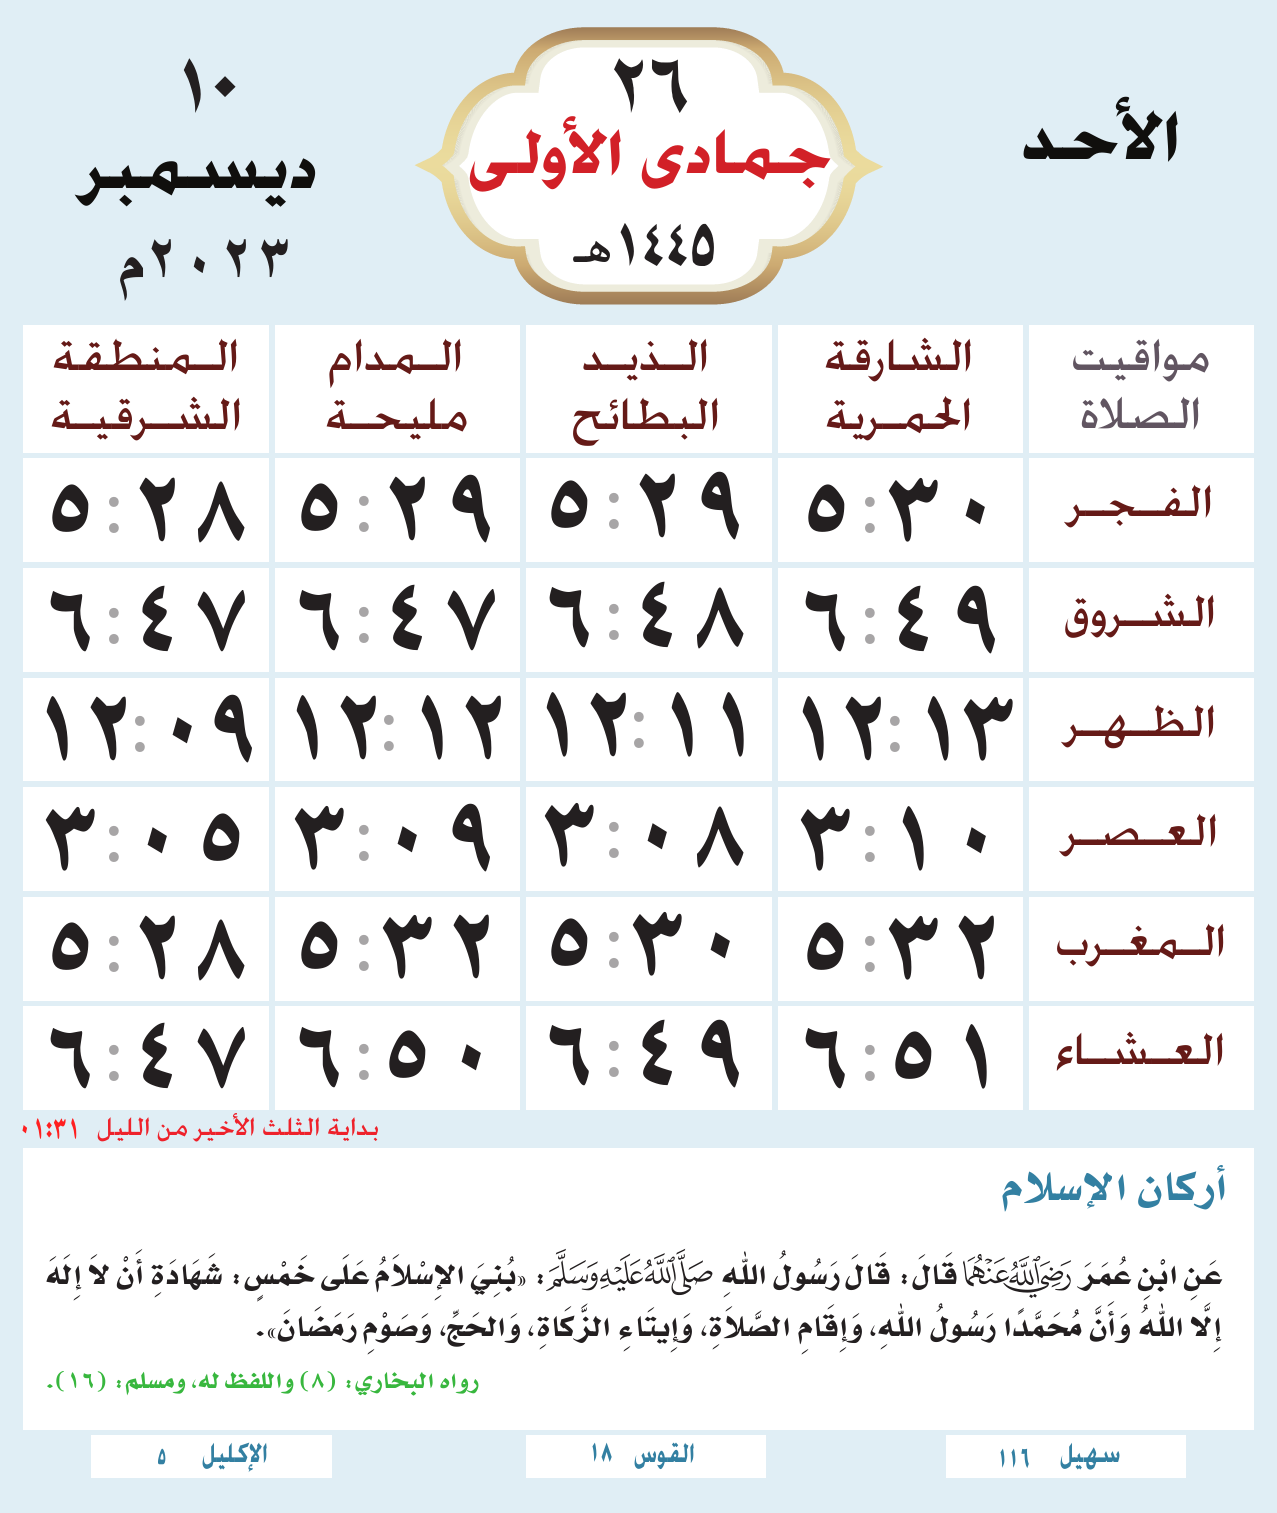 الأحد
٢٦
جمادى الأولى
١٤٤٥هـ
١٠
ديسمبر
٢٠٢٣م
مواقيت الصلاة
الشارقة الحمرية
الذيد البطائح
المدام مليحة
المنطقة الشرقية
الفجر ٥:٣٠ ٥:٢٩ ٥:٢٩ ٥:٢٨
الشروق ٦:٤٩ ٦:٤٨ ٦:٤٧ ٦:٤٧
الظهر ١٢:١٣ ١٢:١١ ١٢:١٢ ١٢:٠٩
العصر ٣:١٠ ٣:٠٨ ٣:٠٩ ٣:٠٥
المغرب ٥:٣٢ ٥:٣٠ ٥:٣٢ ٥:٢٨
العشاء ٦:٥١ ٦:٤٩ ٦:٥٠ ٦:٤٧
بداية الثلث الأخير من الليل ٠١:٣١
أركان الإسلام
عَنِ ابْنِ عُمَرَ رَضِيَ اللَّهُ عَنْهُمَا قَالَ: قَالَ رَسُولُ اللهِ صَلَّى اللَّهُ عَلَيْهِ وَسَلَّمَ: «بُنِيَ الإِسْلَامُ عَلَى خَمْسٍ: شَهَادَةِ أَنْ لاَ إِلهَ
إِلَّا اللهُ وَأَنَّ مُحَمَّدًا رَسُولُ اللهِ، وَإِقَامِ الصَّلَاةِ، وَإِيتَاءِ الزَّكَاةِ، وَالحَجِّ، وَصَوْمِ رَمَضَانَ».
رواه البخاري: (٨) واللفظ له، ومسلم: (١٦).
سهيل ١١٦
القوس ١٨
الإكليل ٥